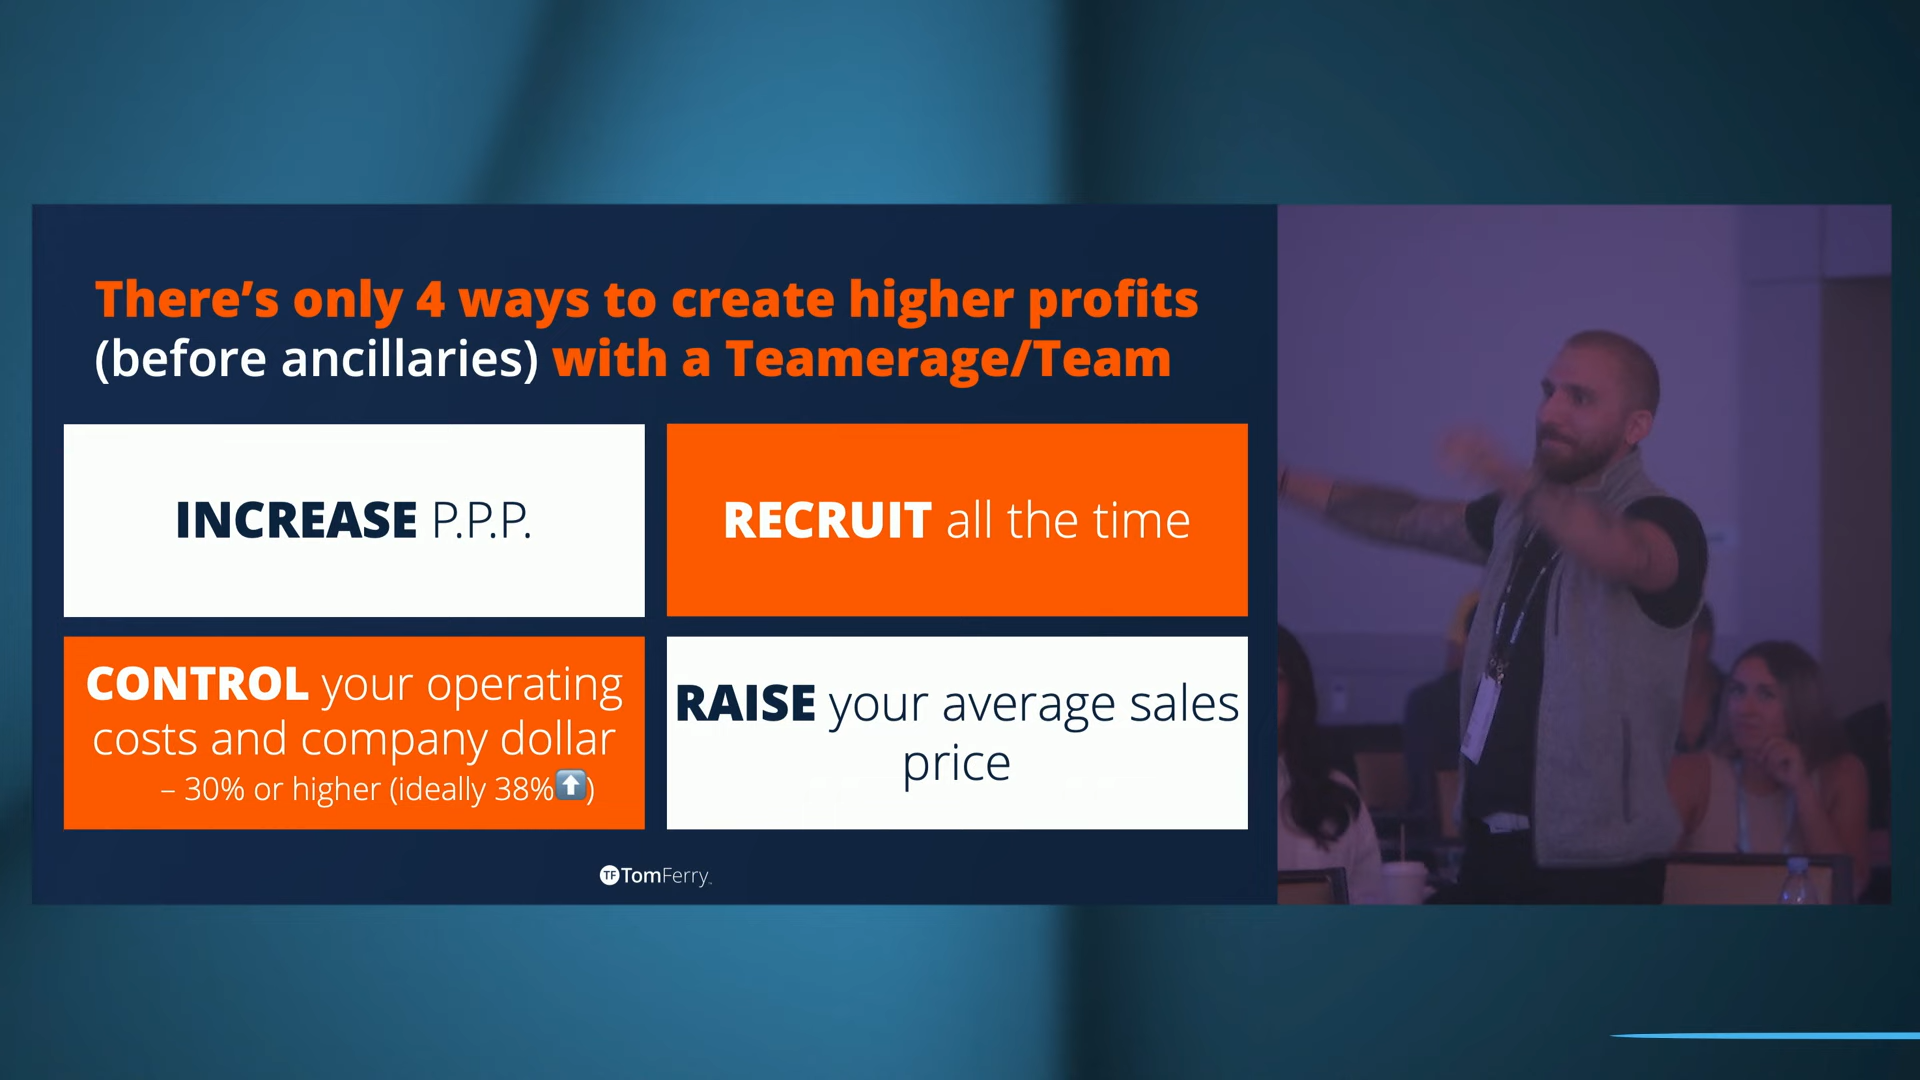 There’s only 4 ways to create higher profits
(before ancillaries) with a Teamerage/Team
INCREASE P.P.P.
RECRUIT all the time
CONTROL your operating
costs and company dollar
– 30% or higher (ideally 38%⬆️)
RAISE your average sales
price
TF TomFerry